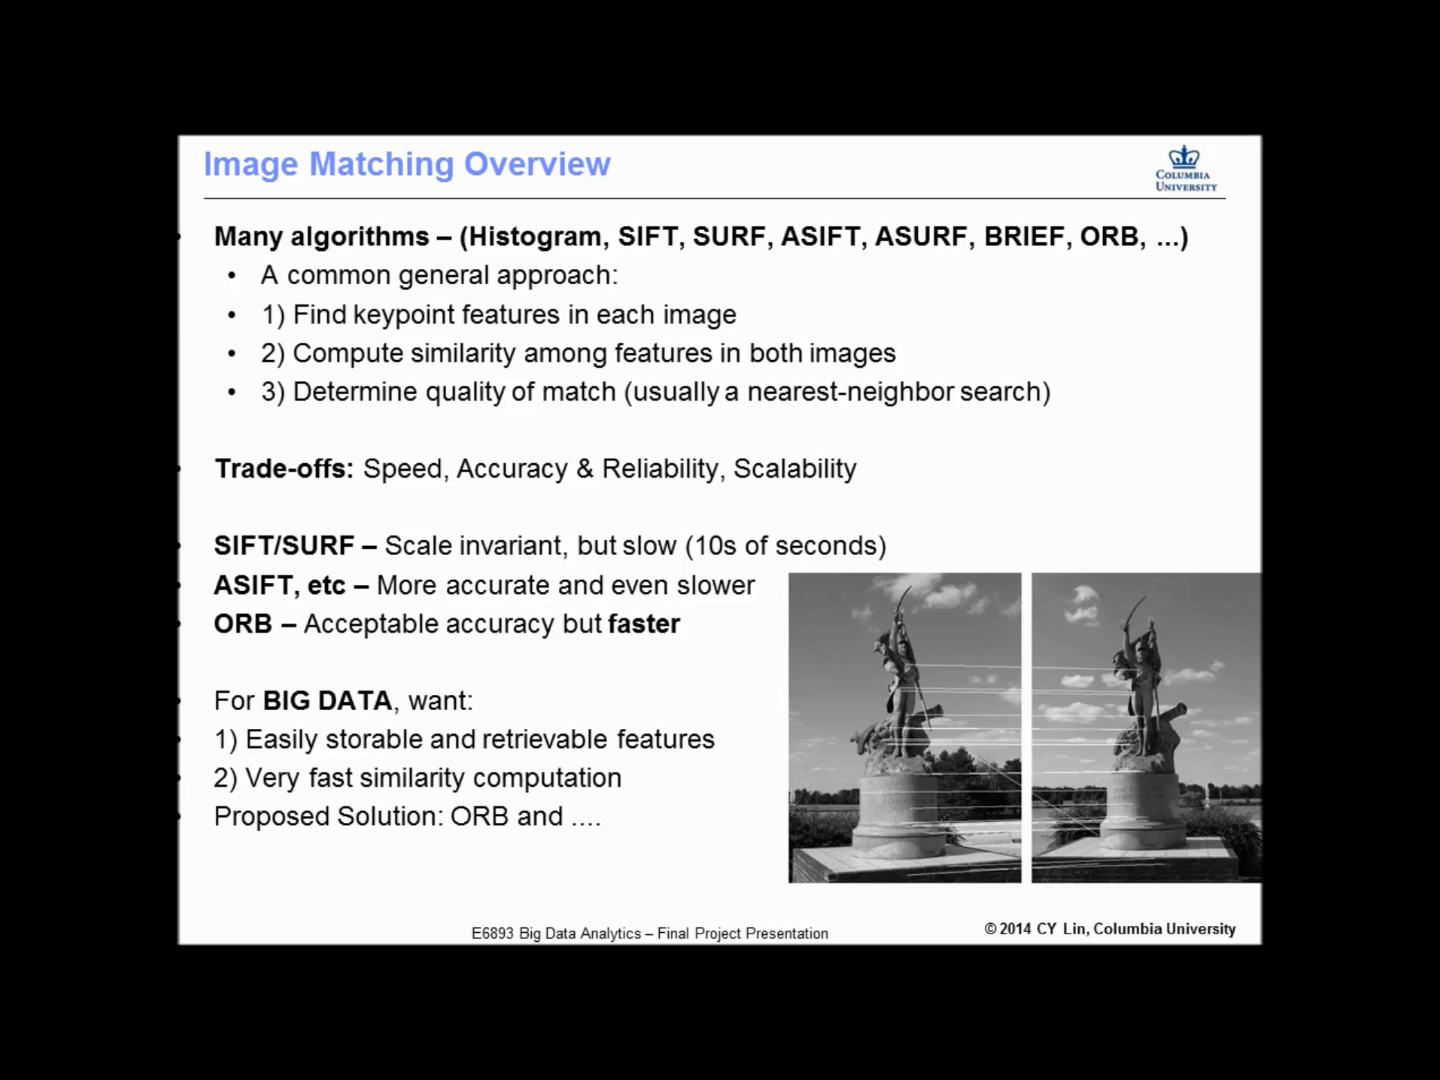 Image Matching Overview
COLUMBIA
UNIVERSITY
• Many algorithms – (Histogram, SIFT, SURF, ASIFT, ASURF, BRIEF, ORB, ...)
• A common general approach:
• 1) Find keypoint features in each image
• 2) Compute similarity among features in both images
• 3) Determine quality of match (usually a nearest-neighbor search)
• Trade-offs: Speed, Accuracy & Reliability, Scalability
• SIFT/SURF – Scale invariant, but slow (10s of seconds)
• ASIFT, etc – More accurate and even slower
• ORB – Acceptable accuracy but faster
• For BIG DATA, want:
• 1) Easily storable and retrievable features
• 2) Very fast similarity computation
• Proposed Solution: ORB and ....
E6893 Big Data Analytics – Final Project Presentation
© 2014 CY Lin, Columbia University